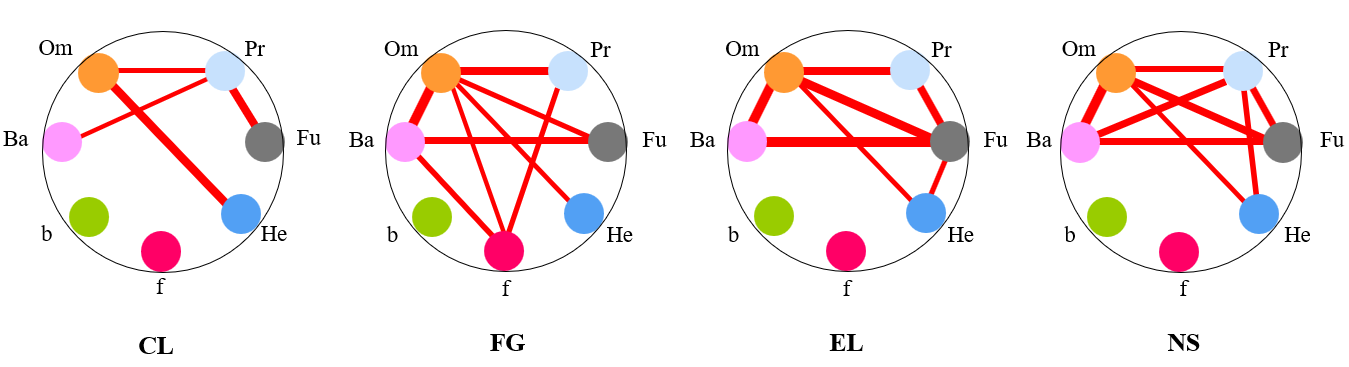 Om Pr Om Pr Om Pr Om Pr
Ba Fu Ba Fu Ba Fu Ba Fu
b He b He b He b He
f f f f
CL FG EL NS